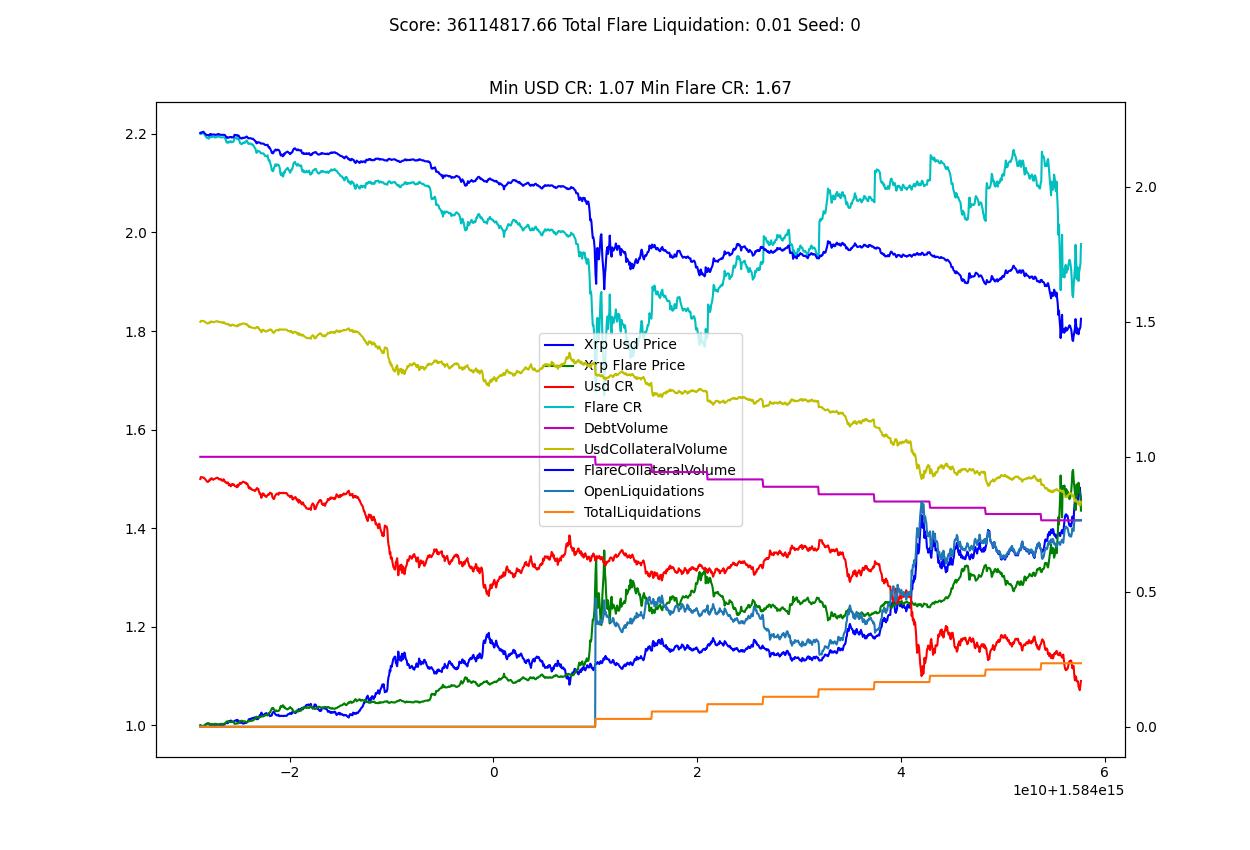 Score: 36114817.66 Total Flare Liquidation: 0.01 Seed: 0
Min USD CR: 1.07 Min Flare CR: 1.67
2.2
2.0
1.8
1.6
1.4
1.2
1.0
2.0
1.5
1.0
0.5
0.0
Xrp Usd Price
Xrp Flare Price
Usd CR
Flare CR
DebtVolume
UsdCollateralVolume
FlareCollateralVolume
OpenLiquidations
TotalLiquidations
−2
0
2
4
6
1e10+1.584e15